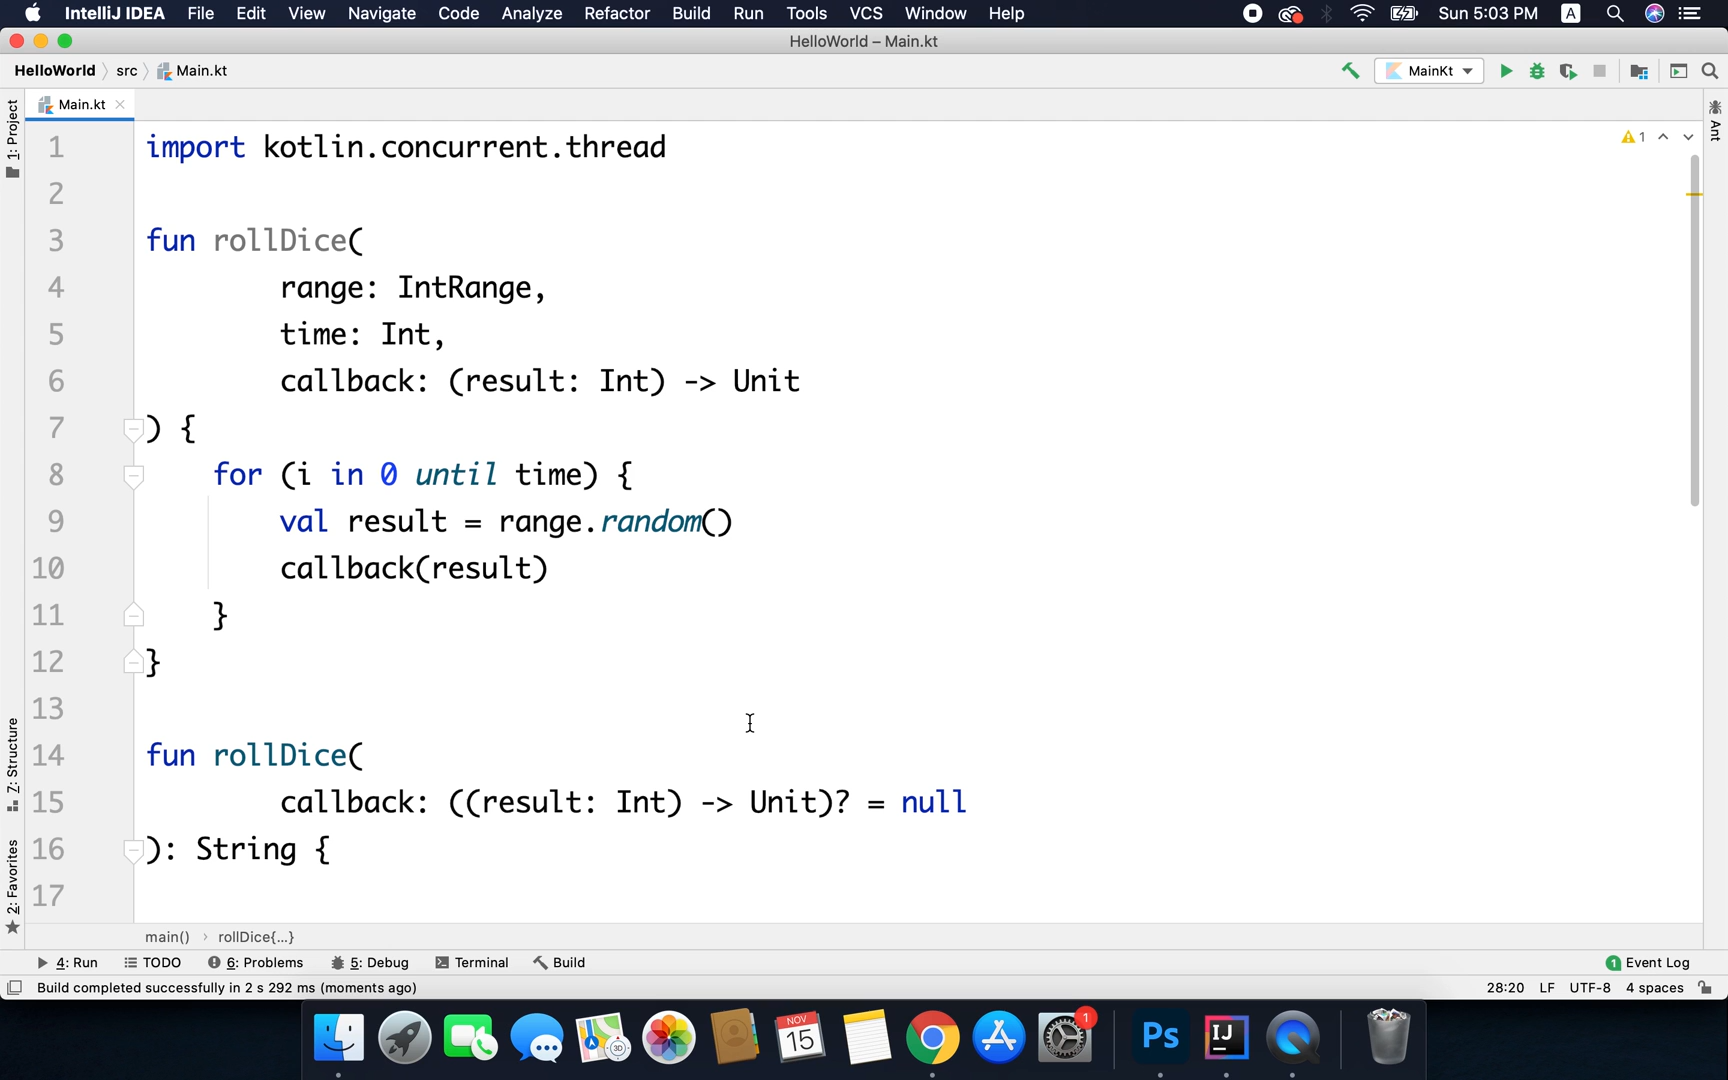 IntelliJ IDEA File Edit View Navigate Code Analyze Refactor Build Run Tools VCS Window Help Sun 5:03 PM A
HelloWorld – Main.kt
HelloWorld src Main.kt MainKt
Main.kt
1: Project
Ant
1
1 import kotlin.concurrent.thread
2
3 fun rollDice(
4 range: IntRange,
5 time: Int,
6 callback: (result: Int) -> Unit
7 ) {
8 for (i in 0 until time) {
9 val result = range.random()
10 callback(result)
11 }
12 }
13
14 fun rollDice(
15 callback: ((result: Int) -> Unit)? = null
16 ): String {
17
Z: Structure
2: Favorites
main() rollDice{...}
4: Run TODO 6: Problems 5: Debug Terminal Build 1 Event Log
Build completed successfully in 2 s 292 ms (moments ago) 28:20 LF UTF-8 4 spaces
3D NOV 15 1 Ps IJ